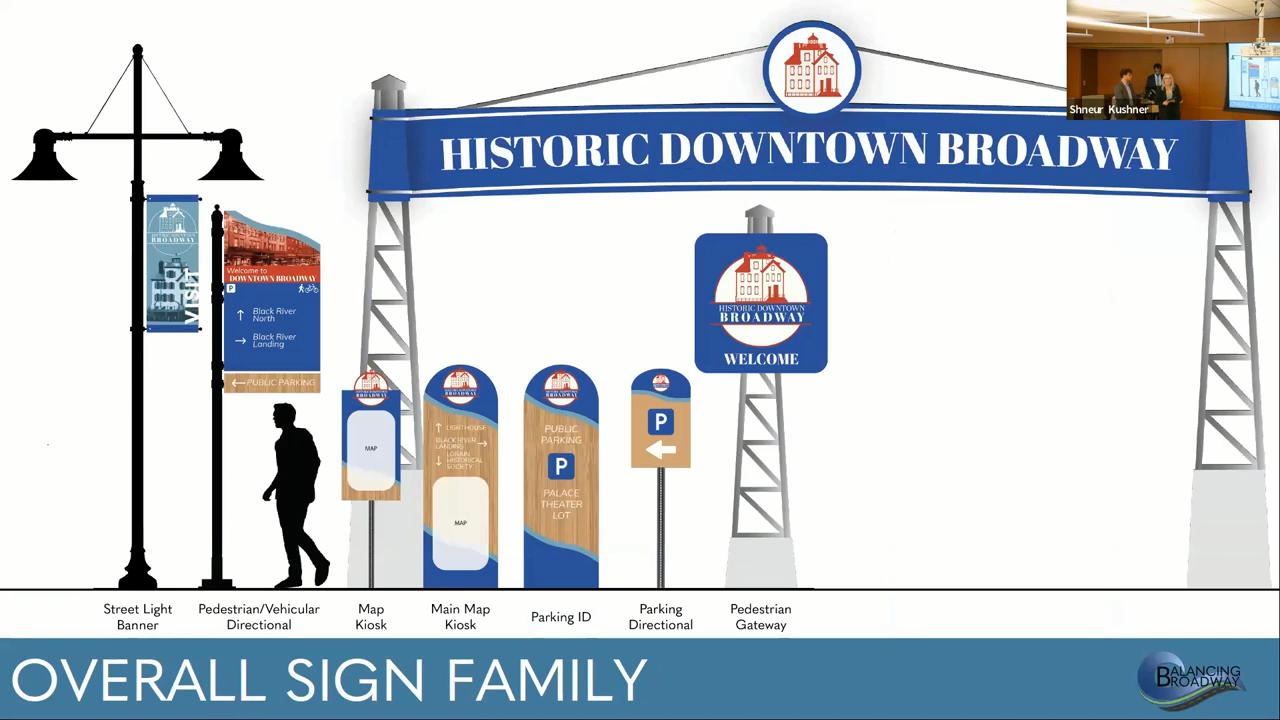 Shneur Kushner
HISTORIC DOWNTOWN BROADWAY
HISTORIC DOWNTOWN
BROADWAY
VISIT
Welcome to
DOWNTOWN BROADWAY
P
Black River
North
Black River
Landing
PUBLIC PARKING
MAP
LIGHTHOUSE
BLACK RIVER
LANDING
LORAIN
HISTORICAL
SOCIETY
MAP
PUBLIC
PARKING
P
PALACE
THEATER
LOT
P
HISTORIC DOWNTOWN
BROADWAY
WELCOME
Street Light
Banner
Pedestrian/Vehicular
Directional
Map
Kiosk
Main Map
Kiosk
Parking ID
Parking
Directional
Pedestrian
Gateway
OVERALL SIGN FAMILY
BALANCING
BROADWAY